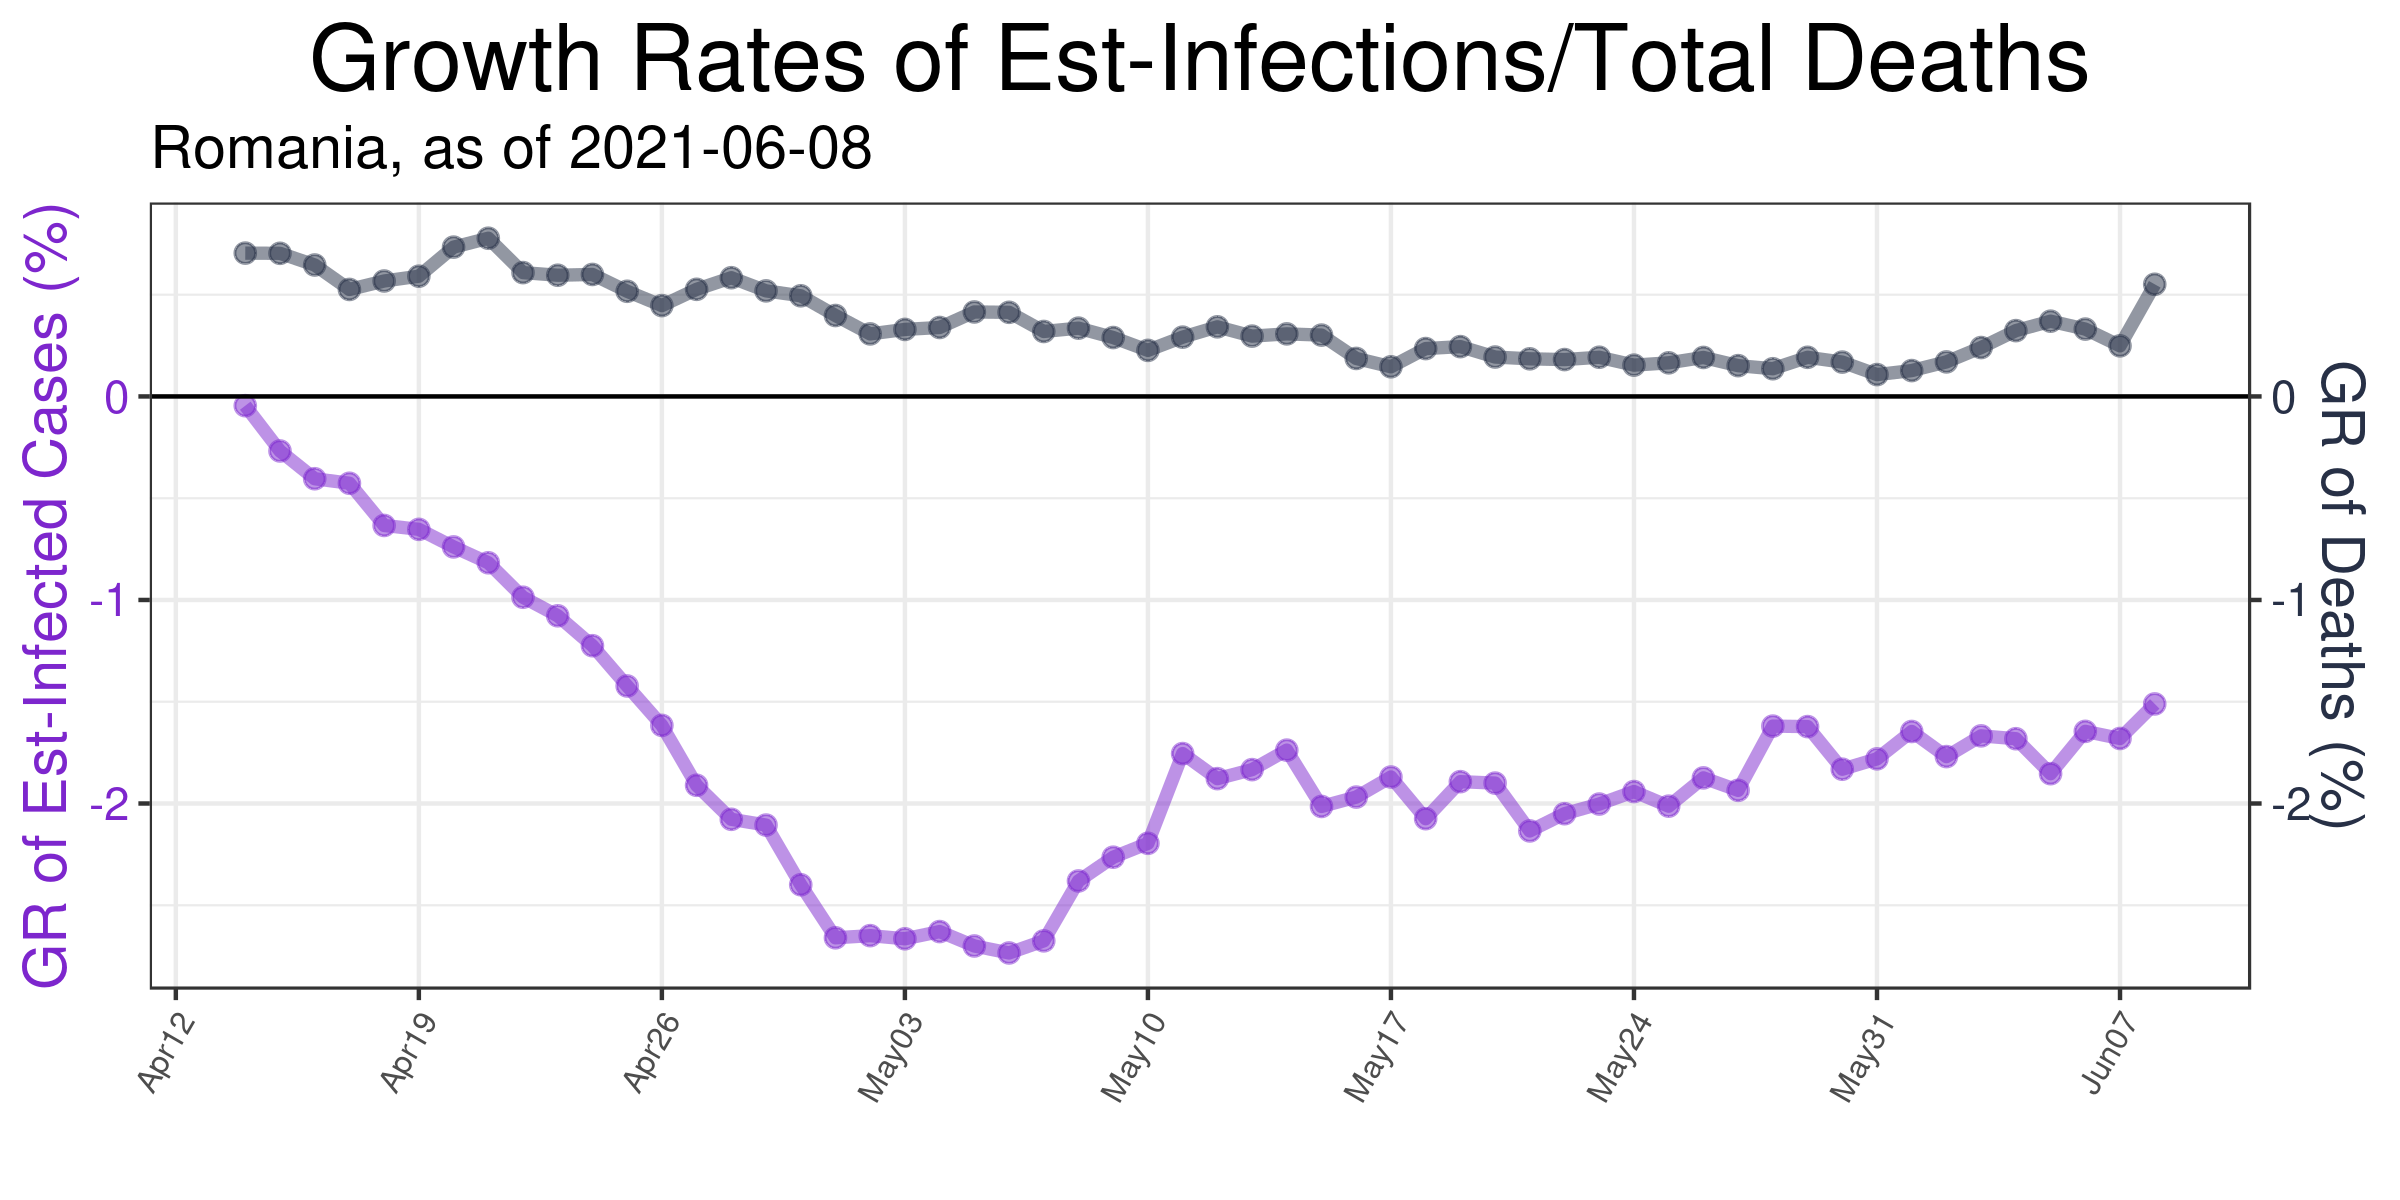 Growth Rates of Est-Infections/Total Deaths
Romania, as of 2021-06-08
GR of Est-Infected Cases (%)
0
-1
-2
0
-1
-2
GR of Deaths (%)
Apr12
Apr19
Apr26
May03
May10
May17
May24
May31
Jun07